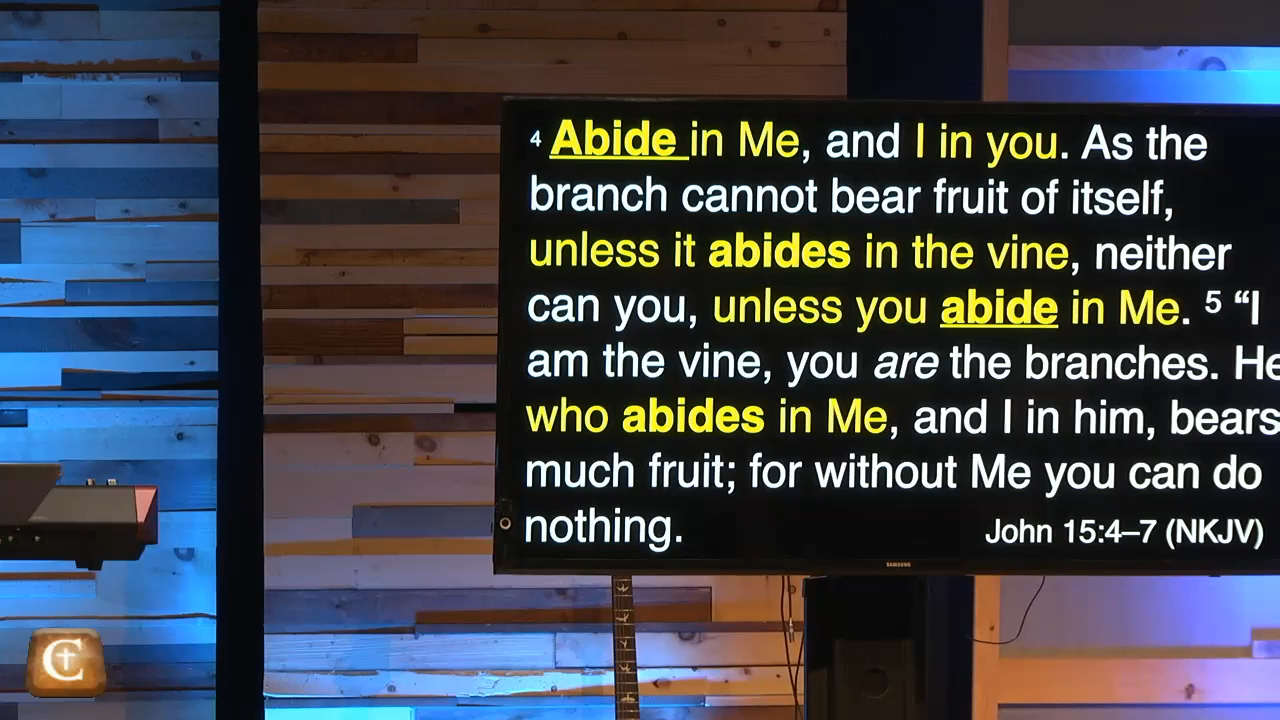 4 Abide in Me, and I in you. As the
branch cannot bear fruit of itself,
unless it abides in the vine, neither
can you, unless you abide in Me. 5 “I
am the vine, you are the branches. He
who abides in Me, and I in him, bears
much fruit; for without Me you can do
nothing.
John 15:4–7 (NKJV)
SAMSUNG
C